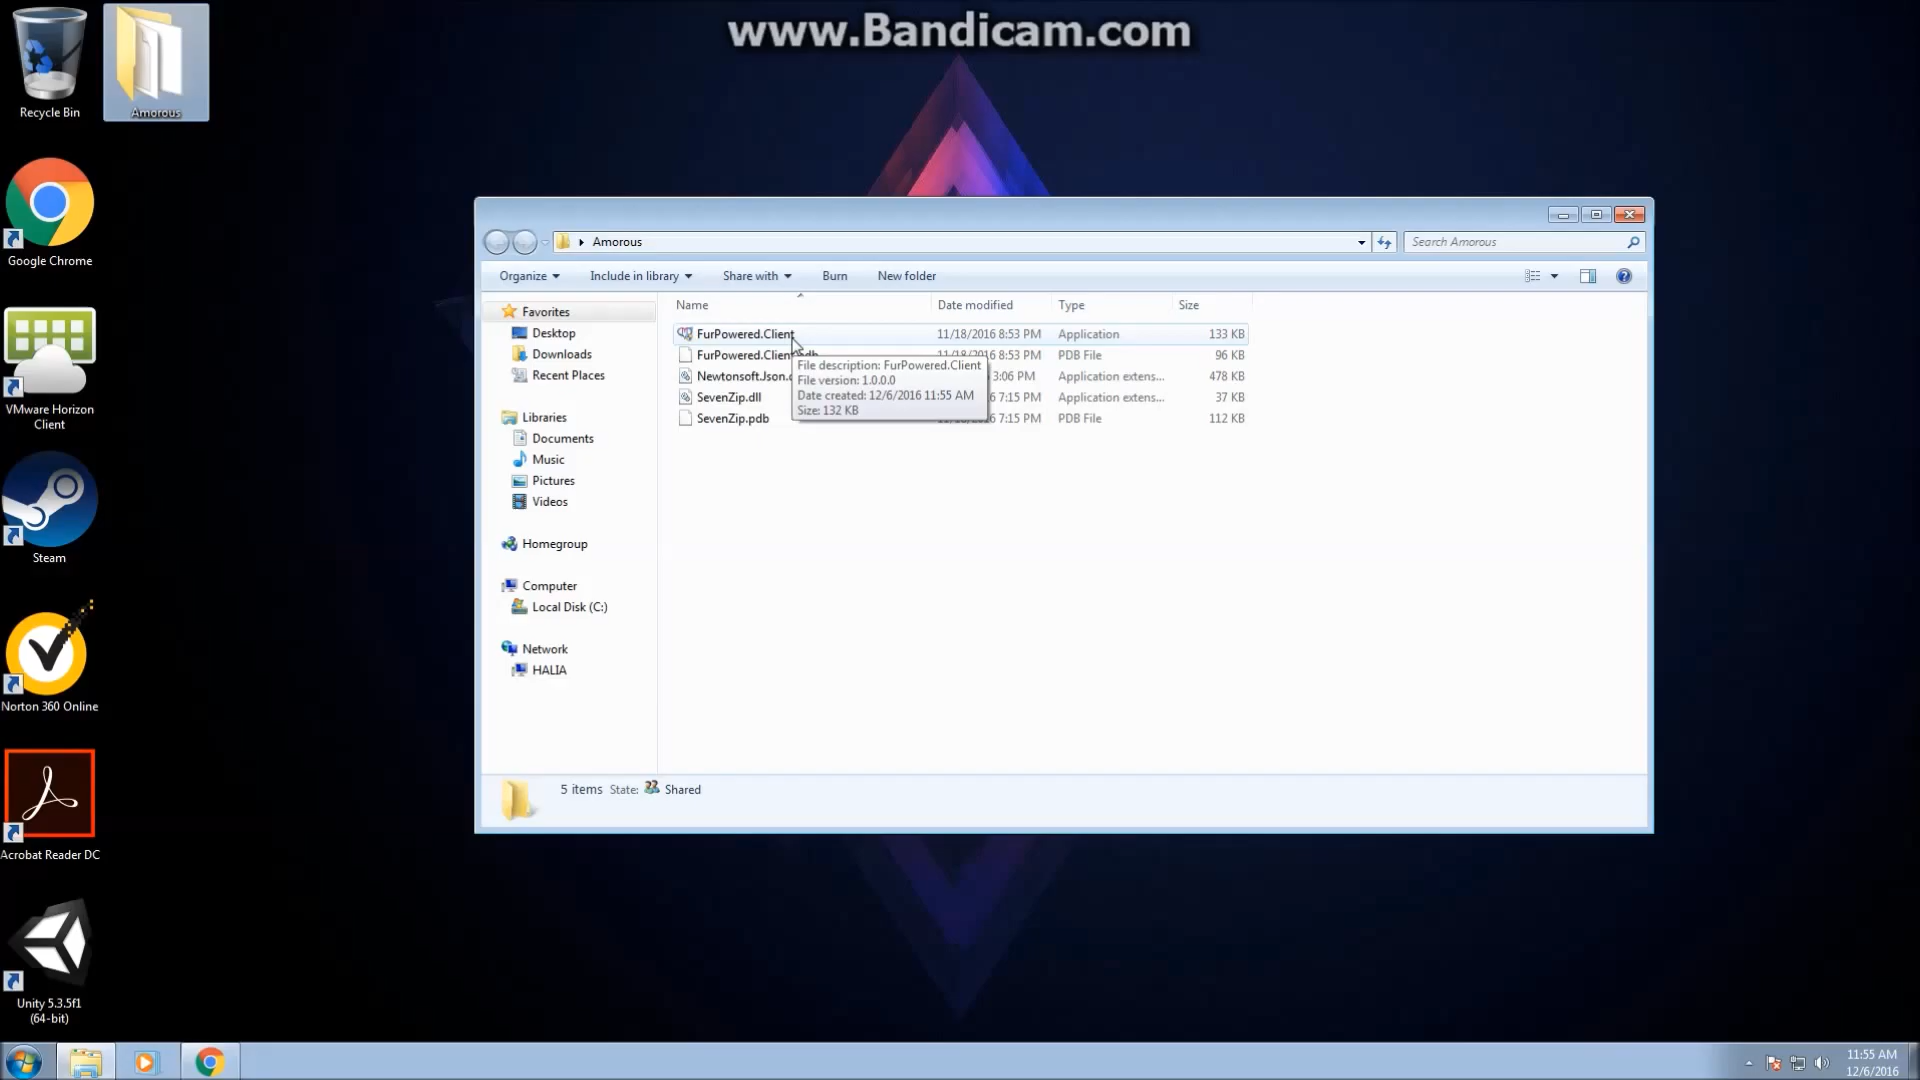 www.Bandicam.com
Recycle Bin
Amorous
Google Chrome
VMware Horizon
Client
Steam
Norton 360 Online
Acrobat Reader DC
Unity 5.3.5f1
(64-bit)
Amorous
Search Amorous
Organize
Include in library
Share with
Burn
New folder
Favorites
Desktop
Downloads
Recent Places
Libraries
Documents
Music
Pictures
Videos
Homegroup
Computer
Local Disk (C:)
Network
HALIA
Name Date modified Type Size
FurPowered.Client 11/18/2016 8:53 PM Application 133 KB
FurPowered.Client 8:53 PM PDB File 96 KB
Newtonsoft.Json. 3:06 PM Application extens... 478 KB
SevenZip.dll 7:15 PM Application extens... 37 KB
SevenZip.pdb 7:15 PM PDB File 112 KB
File description: FurPowered.Client
File version: 1.0.0.0
Date created: 12/6/2016 11:55 AM
Size: 132 KB
5 items State: Shared
11:55 AM
12/6/2016